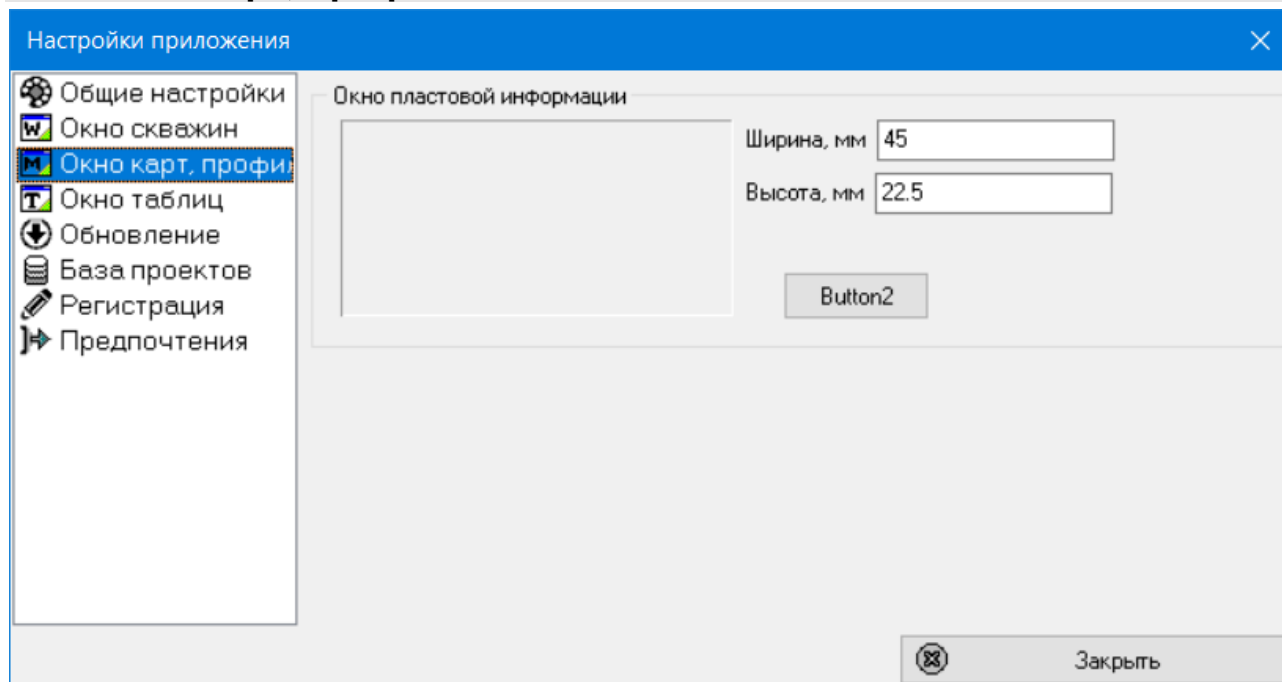 Настройки приложения
Общие настройки
Окно скважин
Окно карт, профи
Окно таблиц
Обновление
База проектов
Регистрация
Предпочтения
Окно пластовой информации
Ширина, мм 45
Высота, мм 22.5
Button2
Закрыть